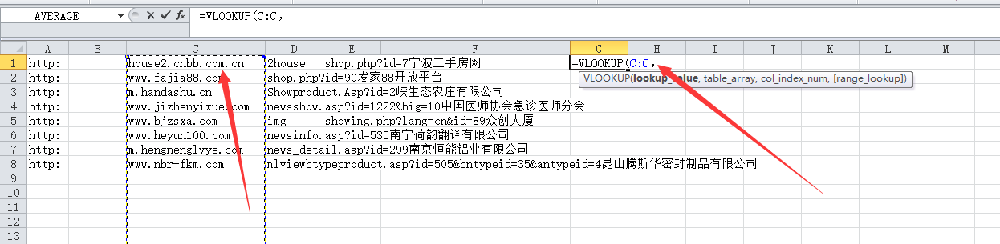 AVERAGE =VLOOKUP(C:C,
A B C D E F G H I J K L M
1 http: house2.cnbb.com.cn 2house shop.php?id=7宁波二手房网 =VLOOKUP(C:C,
VLOOKUP(lookup_value, table_array, col_index_num, [range_lookup])
2 http: www.fajia88.com shop.php?id=90发家88开放平台
3 http: m.handashu.cn Showproduct.Asp?id=2峡生态农庄有限公司
4 http: www.jizhenyixue.com newsshow.asp?id=1222&big=10中国医师协会急诊医师分会
5 http: www.bjzsxa.com img showimg.php?lang=cn&id=89众创大厦
6 http: www.heyun100.com newsinfo.asp?id=535南宁荷韵翻译有限公司
7 http: m.hengnenglvye.com news_detail.asp?id=299南京恒能铝业有限公司
8 http: www.nbr-fkm.com mlviewbtypeproduct.asp?id=505&bntypeid=35&antypeid=4昆山腾斯华密封制品有限公司
9
10
11
12
13